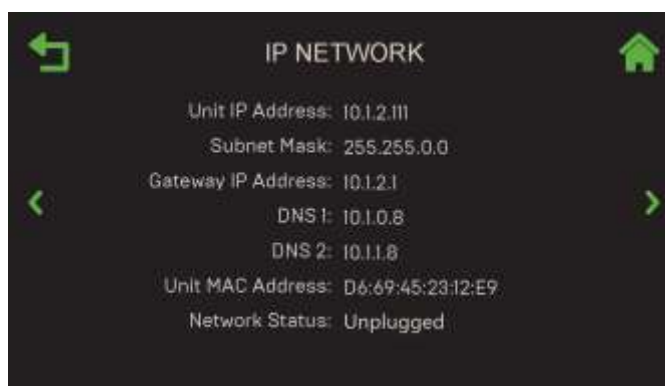 IP NETWORK
Unit IP Address: 10.1.2.111
Subnet Mask: 255.255.0.0
Gateway IP Address: 10.1.2.1
DNS 1: 10.1.0.8
DNS 2: 10.1.1.8
Unit MAC Address: D6:69:45:23:12:E9
Network Status: Unplugged